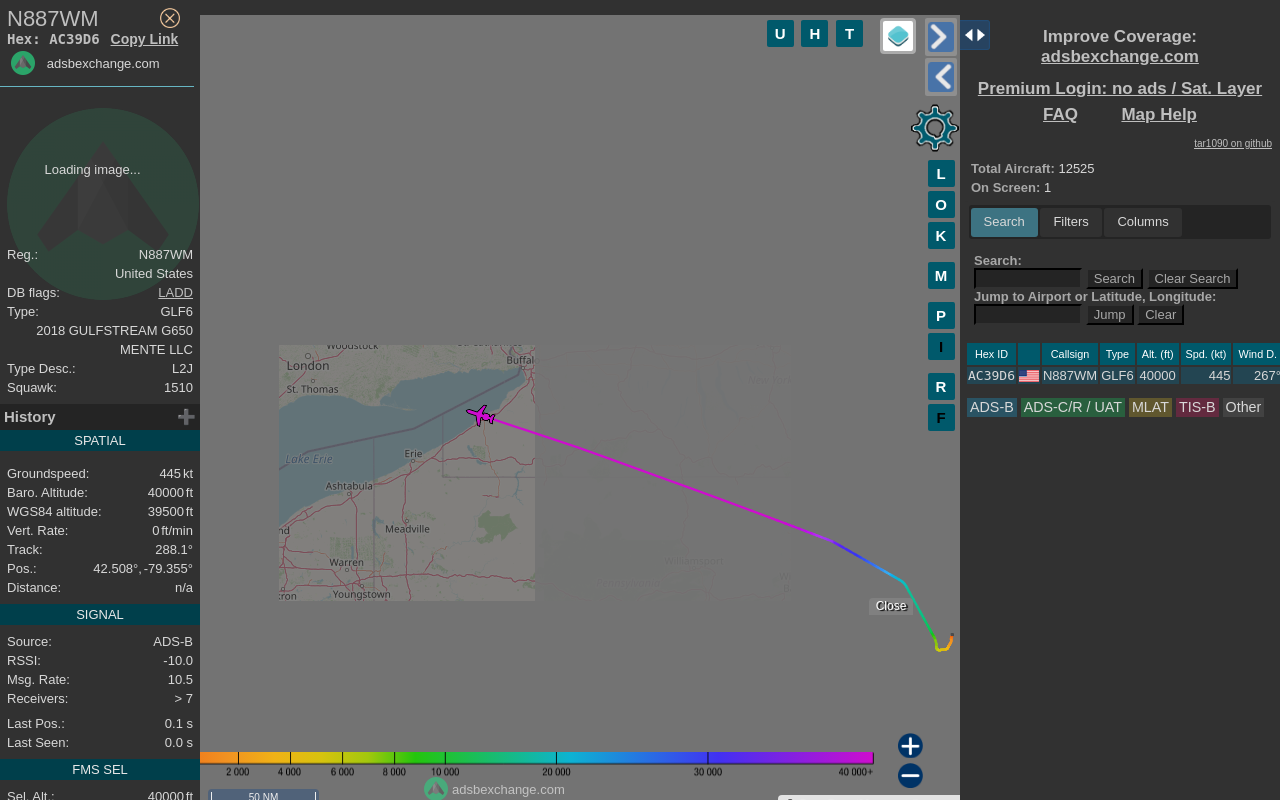 N887WM
Hex: AC39D6 Copy Link
adsbexchange.com
Loading image...
Reg.: N887WM
United States
DB flags: LADD
Type: GLF6
2018 GULFSTREAM G650
MENTE LLC
Type Desc.: L2J
Squawk: 1510
History
SPATIAL
Groundspeed: 445 kt
Baro. Altitude: 40000 ft
WGS84 altitude: 39500 ft
Vert. Rate: 0 ft/min
Track: 288.1°
Pos.: 42.508°, -79.355°
Distance: n/a
SIGNAL
Source: ADS-B
RSSI: -10.0
Msg. Rate: 10.5
Receivers: > 7
Last Pos.: 0.1 s
Last Seen: 0.0 s
FMS SEL
Sel. Alt.: 40000 ft
U H T
L
O
K
M
P
I
R
F
Woodstock
London
St. Thomas
Buffal
Lake Erie
Erie
Ashtabula
Meadville
Warren
Youngstown
Close
2 000 4 000 6 000 8 000 10 000 20 000 30 000 40 000+
50 NM
adsbexchange.com
Improve Coverage:
adsbexchange.com
Premium Login: no ads / Sat. Layer
FAQ Map Help
tar1090 on github
Total Aircraft: 12525
On Screen: 1
Search Filters Columns
Search:
Search Clear Search
Jump to Airport or Latitude, Longitude:
Jump Clear
Hex ID Callsign Type Alt. (ft) Spd. (kt) Wind D.
AC39D6 N887WM GLF6 40000 445 267°
ADS-B ADS-C/R / UAT MLAT TIS-B Other